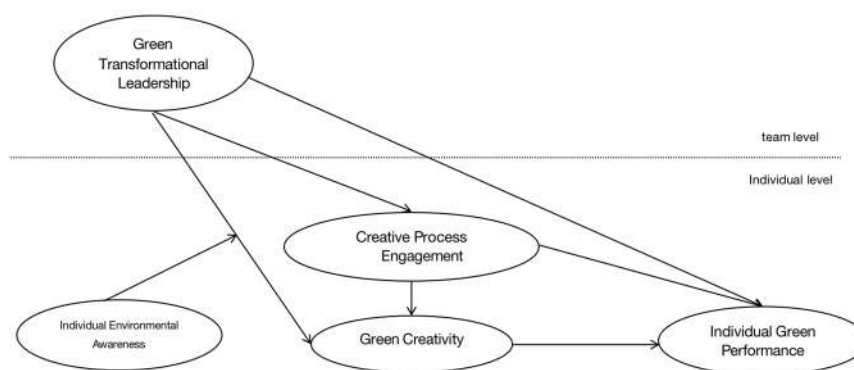 Green
Transformational
Leadership
team level
Individual level
Creative Process
Engagement
Individual Environmental
Awareness
Green Creativity
Individual Green
Performance